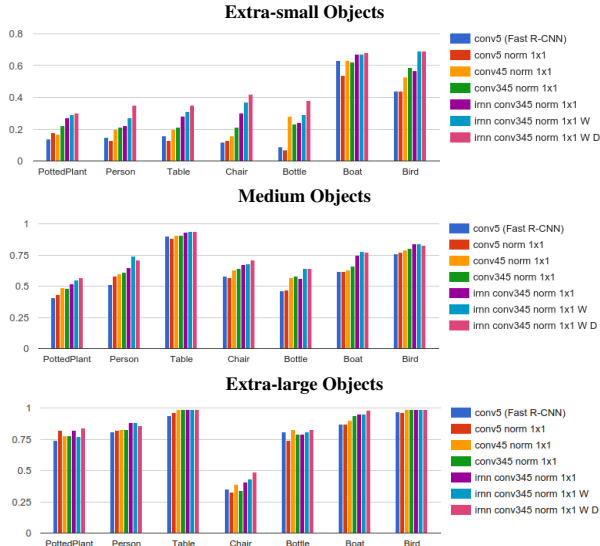 Extra-small Objects
0.8
0.6
0.4
0.2
0
PottedPlant Person Table Chair Bottle Boat Bird
conv5 (Fast R-CNN)
conv5 norm 1x1
conv45 norm 1x1
conv345 norm 1x1
irnn conv345 norm 1x1
irnn conv345 norm 1x1 W
irnn conv345 norm 1x1 W D
Medium Objects
1
0.75
0.5
0.25
0
PottedPlant Person Table Chair Bottle Boat Bird
conv5 (Fast R-CNN)
conv5 norm 1x1
conv45 norm 1x1
conv345 norm 1x1
irnn conv345 norm 1x1
irnn conv345 norm 1x1 W
irnn conv345 norm 1x1 W D
Extra-large Objects
1
0.75
0.5
0.25
0
PottedPlant Person Table Chair Bottle Boat Bird
conv5 (Fast R-CNN)
conv5 norm 1x1
conv45 norm 1x1
conv345 norm 1x1
irnn conv345 norm 1x1
irnn conv345 norm 1x1 W
irnn conv345 norm 1x1 W D